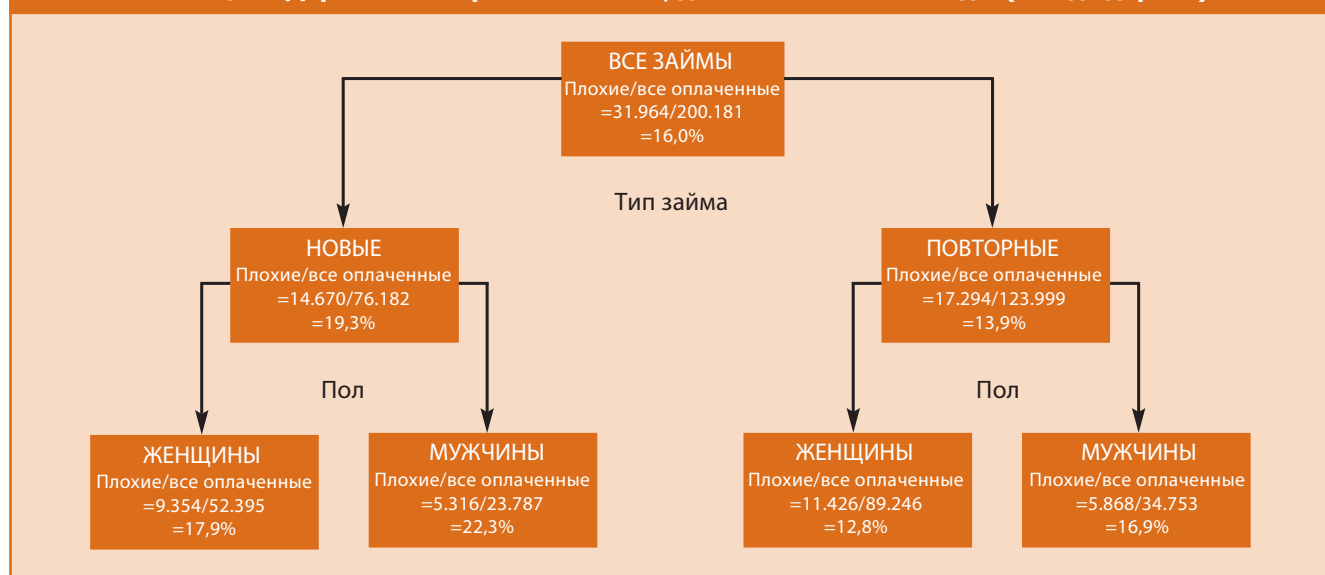 ВСЕ ЗАЙМЫ
Плохие/все оплаченные
=31.964/200.181
=16,0%
Тип займа
НОВЫЕ
Плохие/все оплаченные
=14.670/76.182
=19,3%
ПОВТОРНЫЕ
Плохие/все оплаченные
=17.294/123.999
=13,9%
Пол
Пол
ЖЕНЩИНЫ
Плохие/все оплаченные
=9.354/52.395
=17,9%
МУЖЧИНЫ
Плохие/все оплаченные
=5.316/23.787
=22,3%
ЖЕНЩИНЫ
Плохие/все оплаченные
=11.426/89.246
=12,8%
МУЖЧИНЫ
Плохие/все оплаченные
=5.868/34.753
=16,9%